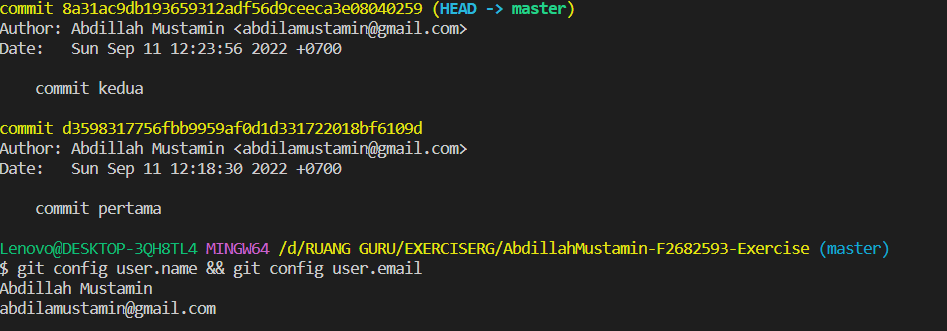 commit 8a31ac9db193659312adf56d9ceeca3e08040259 (HEAD -> master)
Author: Abdillah Mustamin <abdilamustamin@gmail.com>
Date:   Sun Sep 11 12:23:56 2022 +0700
commit kedua
commit d3598317756fbb9959af0d1d331722018bf6109d
Author: Abdillah Mustamin <abdilamustamin@gmail.com>
Date:   Sun Sep 11 12:18:30 2022 +0700
commit pertama
Lenovo@DESKTOP-3QH8TL4 MINGW64 /d/RUANG GURU/EXERCISERG/AbdillahMustamin-F2682593-Exercise (master)
$ git config user.name && git config user.email
Abdillah Mustamin
abdilamustamin@gmail.com